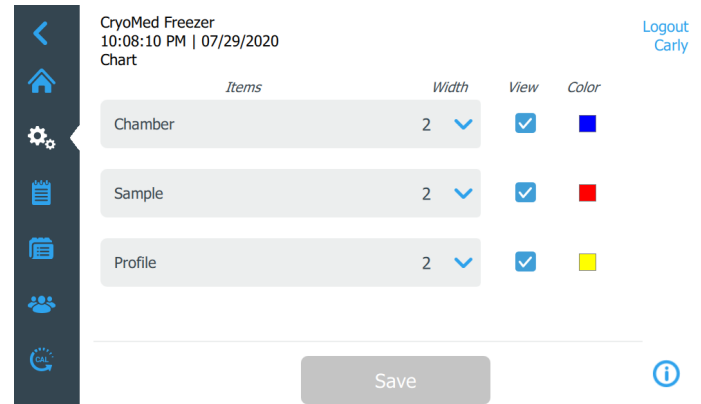 CryoMed Freezer
10:08:10 PM | 07/29/2020
Chart
Logout
Carly
Items Width View Color
Chamber 2
Sample 2
Profile 2
CAL
Save